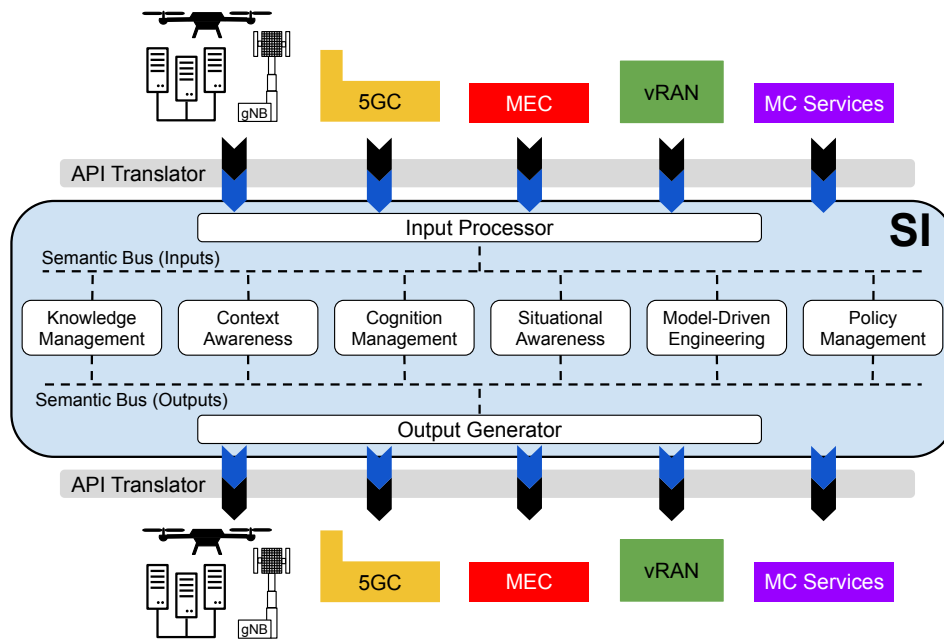 gNB
5GC
MEC
vRAN
MC Services
API Translator
SI
Input Processor
Semantic Bus (Inputs)
Knowledge
Management
Context
Awareness
Cognition
Management
Situational
Awareness
Model-Driven
Engineering
Policy
Management
Semantic Bus (Outputs)
Output Generator
API Translator
gNB
5GC
MEC
vRAN
MC Services